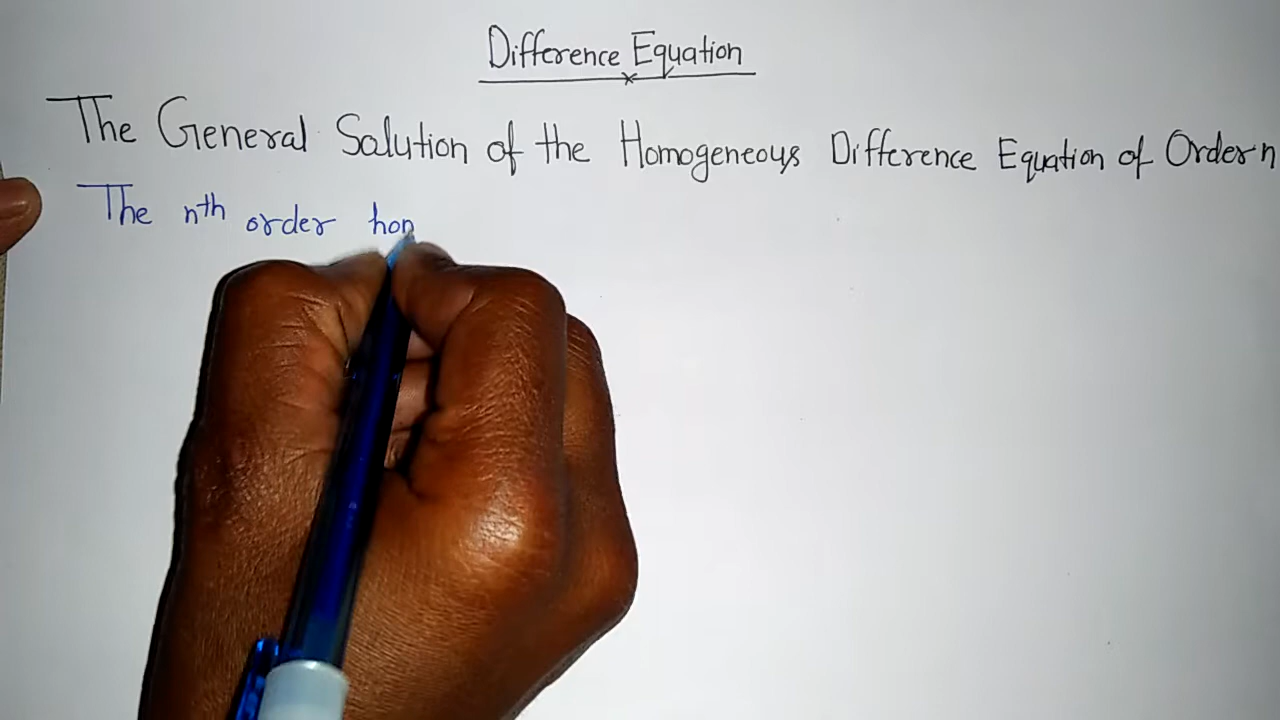 Difference Equation
The General Solution of the Homogeneous Difference Equation of Order n
The nth order hom